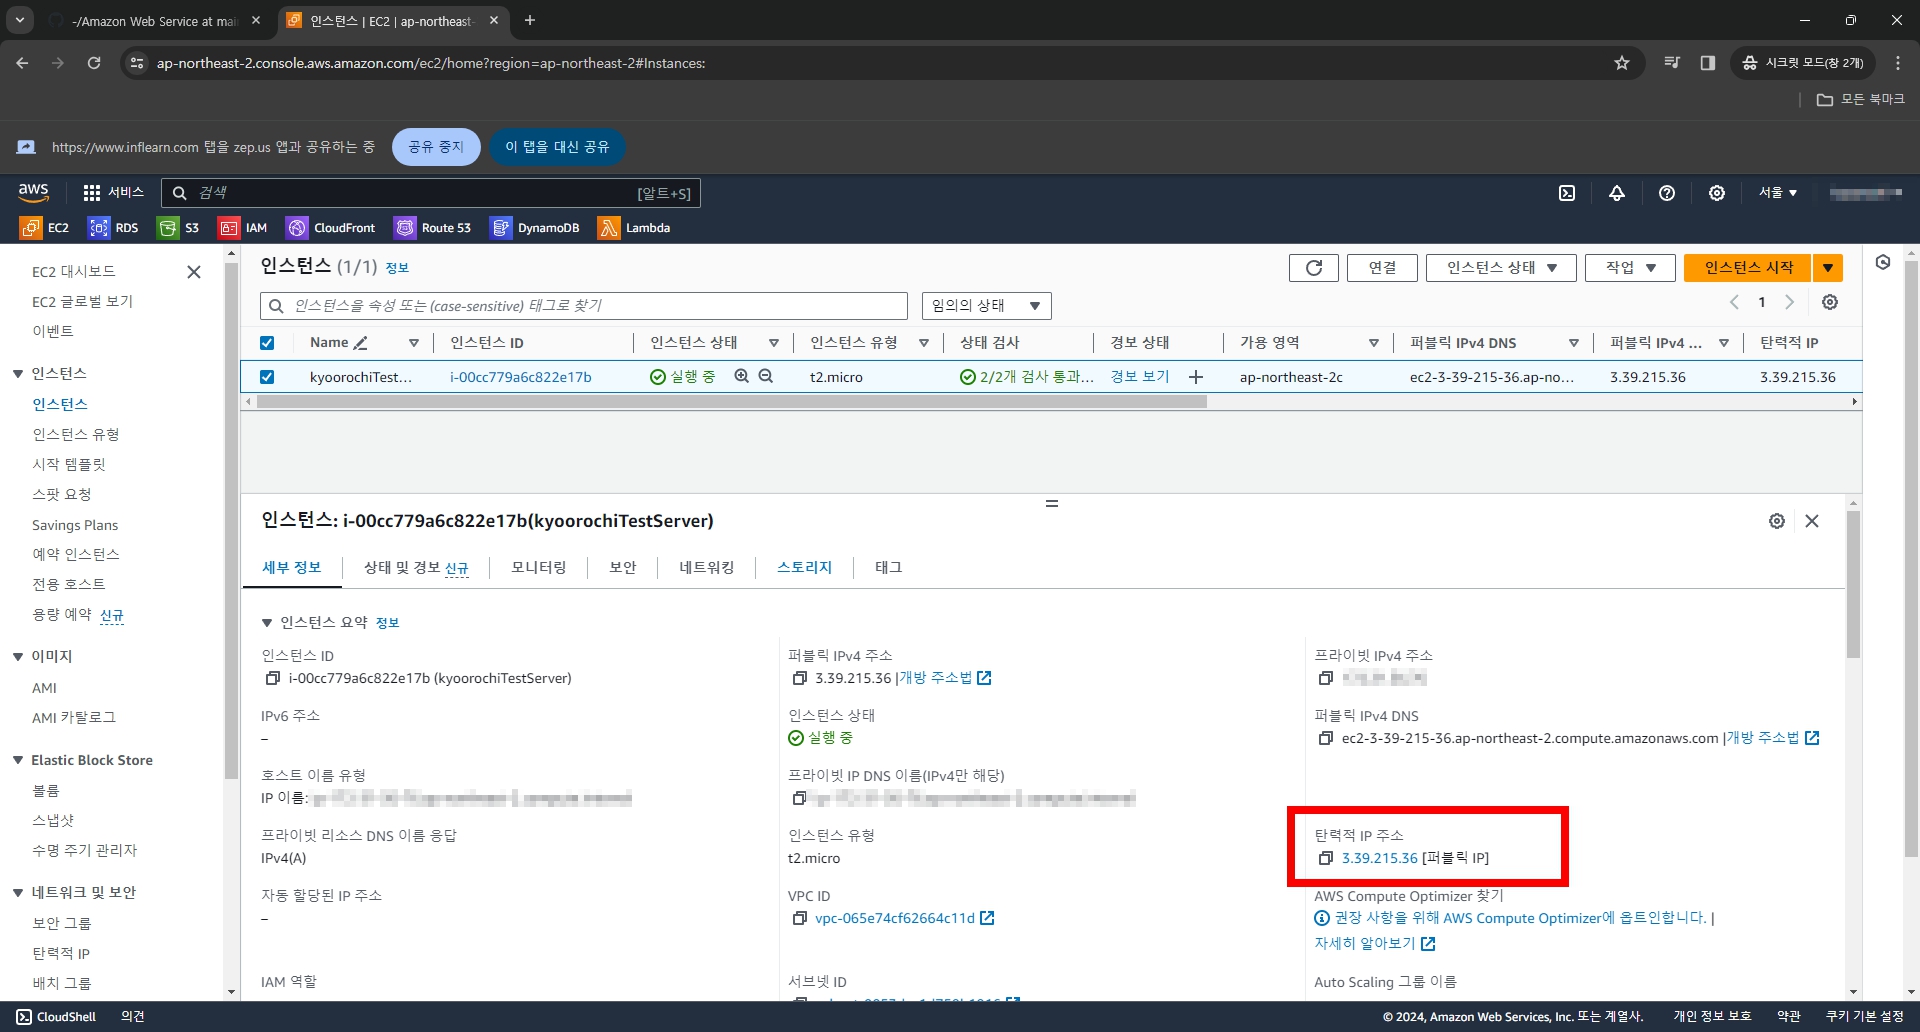 -/Amazon Web Service at mai
인스턴스 | EC2 | ap-northeast-
ap-northeast-2.console.aws.amazon.com/ec2/home?region=ap-northeast-2#Instances:
시크릿 모드(창 2개)
모든 북마크
https://www.inflearn.com 탭을 zep.us 앱과 공유하는 중
공유 중지
이 탭을 대신 공유
aws
서비스
검색
[알트+S]
서울
EC2 RDS S3 IAM CloudFront Route 53 DynamoDB Lambda
EC2 대시보드
EC2 글로벌 보기
이벤트
인스턴스
인스턴스
인스턴스 유형
시작 템플릿
스팟 요청
Savings Plans
예약 인스턴스
전용 호스트
용량 예약 신규
이미지
AMI
AMI 카탈로그
Elastic Block Store
볼륨
스냅샷
수명 주기 관리자
네트워크 및 보안
보안 그룹
탄력적 IP
배치 그룹
인스턴스 (1/1) 정보
연결
인스턴스 상태
작업
인스턴스 시작
인스턴스을 속성 또는 (case-sensitive) 태그로 찾기
임의의 상태
1
Name 인스턴스 ID 인스턴스 상태 인스턴스 유형 상태 검사 경보 상태 가용 영역 퍼블릭 IPv4 DNS 퍼블릭 IPv4 ... 탄력적 IP
kyoorochiTest... i-00cc779a6c822e17b 실행 중 t2.micro 2/2개 검사 통과... 경보 보기 ap-northeast-2c ec2-3-39-215-36.ap-no... 3.39.215.36 3.39.215.36
인스턴스: i-00cc779a6c822e17b(kyoorochiTestServer)
세부 정보 상태 및 경보 신규 모니터링 보안 네트워킹 스토리지 태그
인스턴스 요약 정보
인스턴스 ID
i-00cc779a6c822e17b (kyoorochiTestServer)
퍼블릭 IPv4 주소
3.39.215.36 |개방 주소법
프라이빗 IPv4 주소
IPv6 주소
–
인스턴스 상태
실행 중
퍼블릭 IPv4 DNS
ec2-3-39-215-36.ap-northeast-2.compute.amazonaws.com |개방 주소법
호스트 이름 유형
IP 이름:
프라이빗 IP DNS 이름(IPv4만 해당)
프라이빗 리소스 DNS 이름 응답
IPv4(A)
인스턴스 유형
t2.micro
탄력적 IP 주소
3.39.215.36 [퍼블릭 IP]
자동 할당된 IP 주소
–
VPC ID
vpc-065e74cf62664c11d
AWS Compute Optimizer 찾기
권장 사항을 위해 AWS Compute Optimizer에 옵트인합니다. |
자세히 알아보기
IAM 역할
서브넷 ID
Auto Scaling 그룹 이름
CloudShell
의견
© 2024, Amazon Web Services, Inc. 또는 계열사.
개인 정보 보호
약관
쿠키 기본 설정